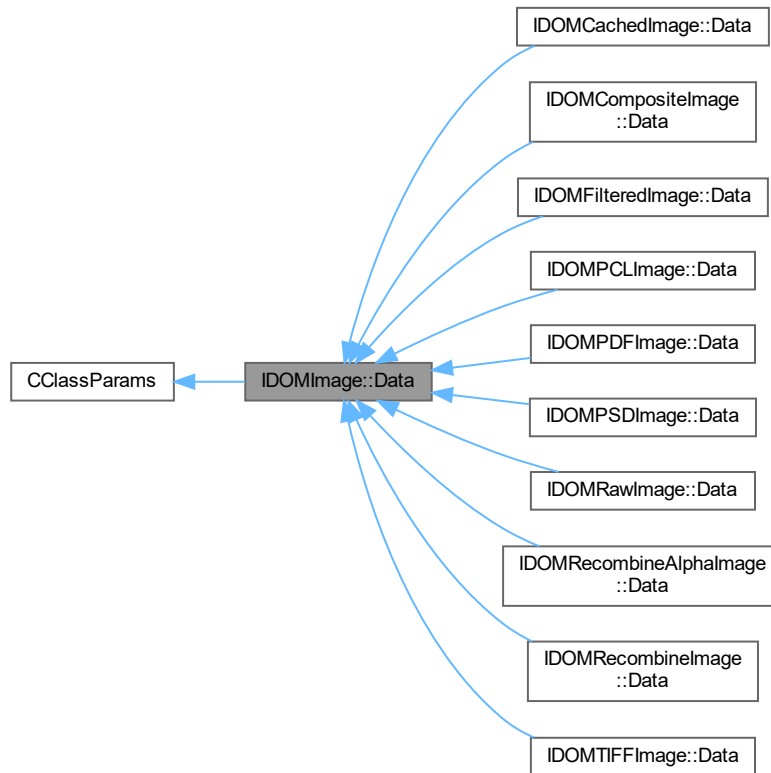 IDOMCachedImage::Data
IDOMCompositeImage
::Data
IDOMFilteredImage::Data
IDOMPCLImage::Data
IDOMPDFImage::Data
CClassParams
IDOMImage::Data
IDOMPSDImage::Data
IDOMRawImage::Data
IDOMRecombineAlphaImage
::Data
IDOMRecombineImage
::Data
IDOMTIFFImage::Data